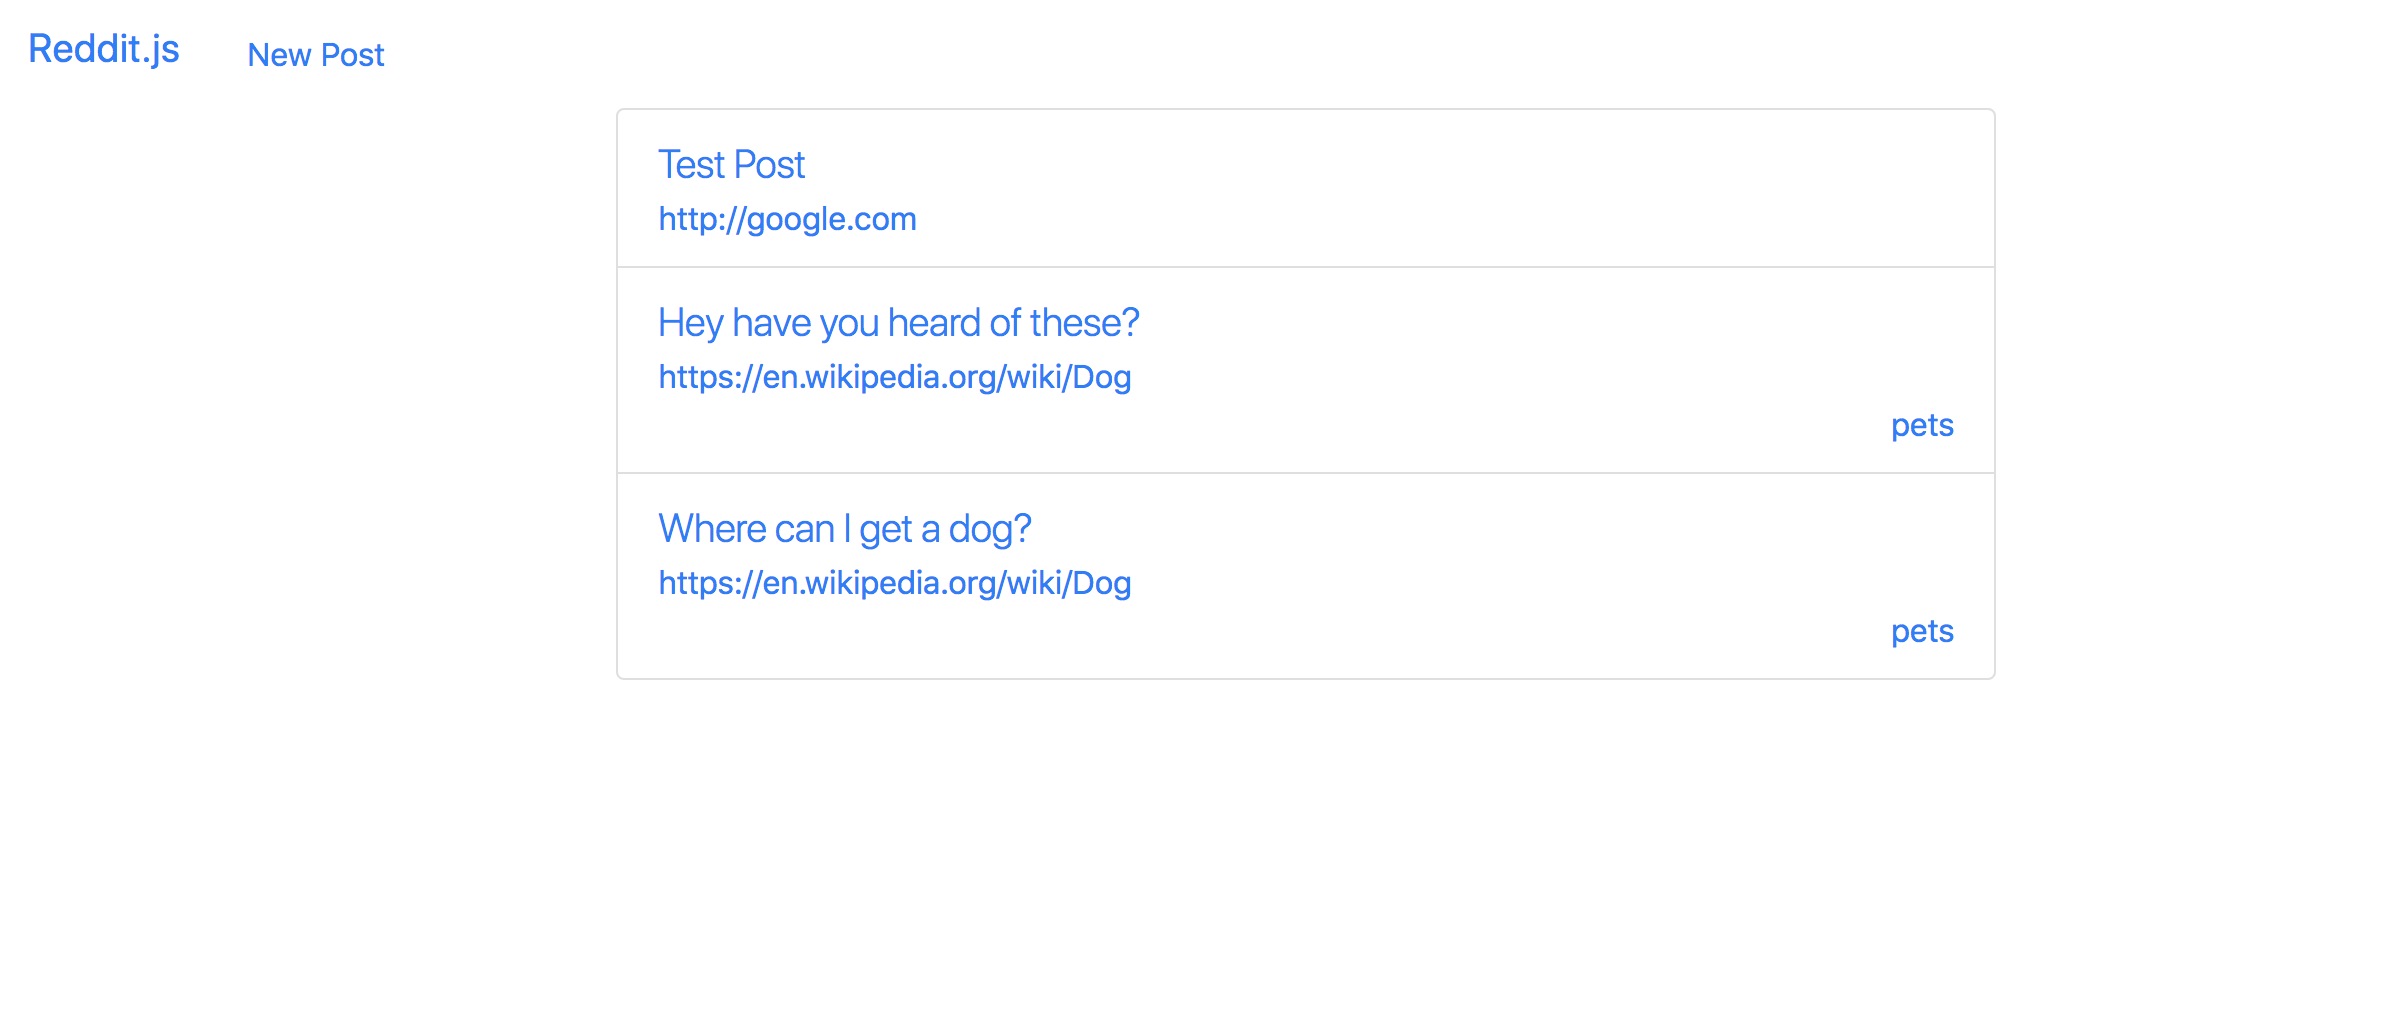 Reddit.js New Post
Test Post
http://google.com
Hey have you heard of these?
https://en.wikipedia.org/wiki/Dog
pets
Where can I get a dog?
https://en.wikipedia.org/wiki/Dog
pets